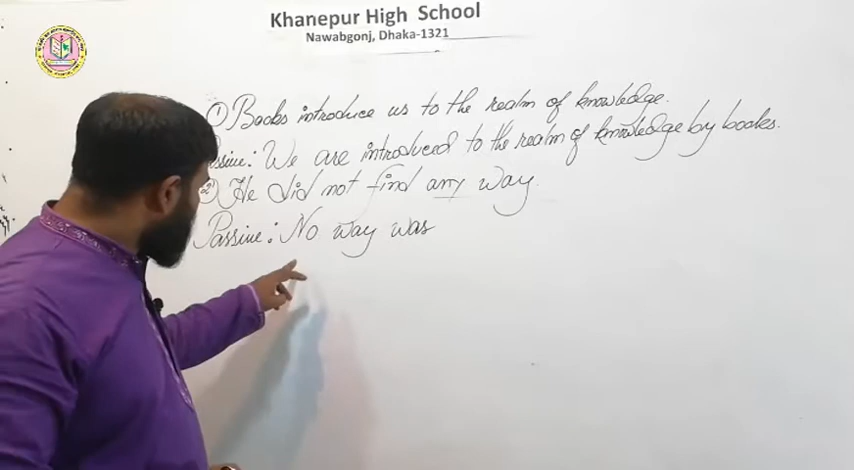 Khanepur High School
Nawabgonj, Dhaka-1321
① Books introduce us to the realm of knowledge.
ssive: We are introduced to the realm of knowledge by books.
② He did not find any way.
Passive: No way was